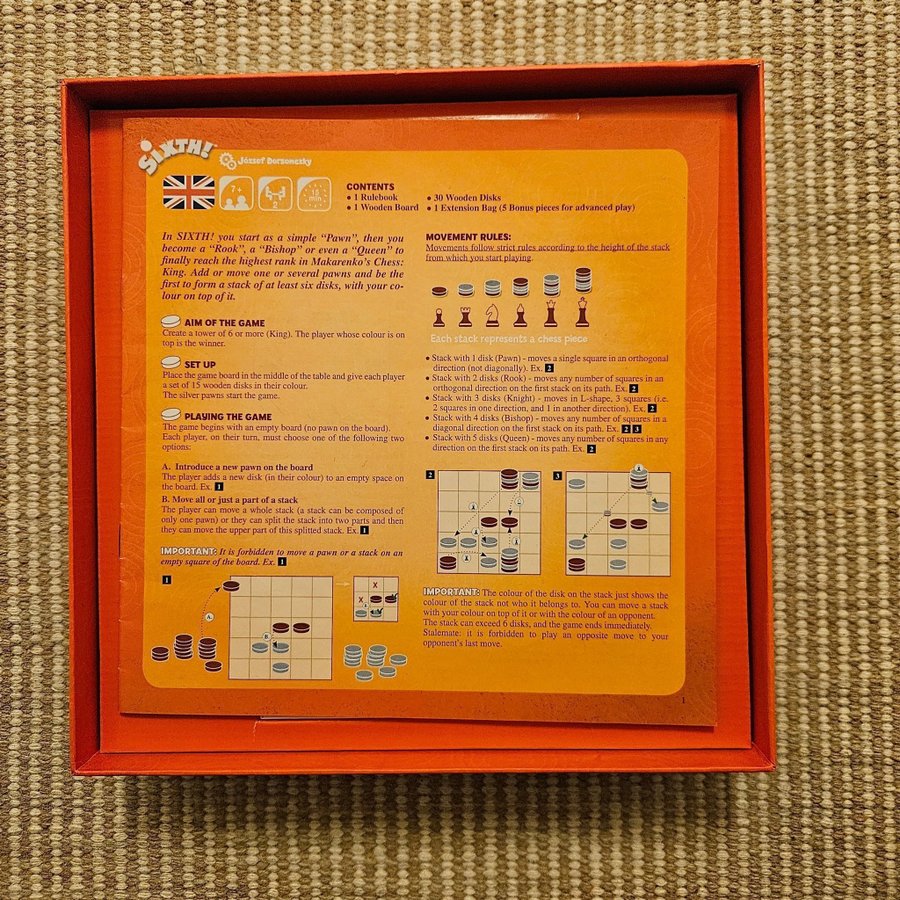 SiXTH!
József Dorsonczky
7+
2
15 min
CONTENTS
• 1 Rulebook
• 1 Wooden Board
• 30 Wooden Disks
• 1 Extension Bag (5 Bonus pieces for advanced play)
In SIXTH! you start as a simple “Pawn”, then you
become a “Rook”, a “Bishop” or even a “Queen” to
finally reach the highest rank in Makarenko's Chess:
King. Add or move one or several pawns and be the
first to form a stack of at least six disks, with your co-
lour on top of it.
AIM OF THE GAME
Create a tower of 6 or more (King). The player whose colour is on
top is the winner.
SET UP
Place the game board in the middle of the table and give each player
a set of 15 wooden disks in their colour.
The silver pawns start the game.
PLAYING THE GAME
The game begins with an empty board (no pawn on the board).
Each player, on their turn, must choose one of the following two
options:
A. Introduce a new pawn on the board
The player adds a new disk (in their colour) to an empty space on
the board. Ex. 1
B. Move all or just a part of a stack
The player can move a whole stack (a stack can be composed of
only one pawn) or they can split the stack into two parts and then
they can move the upper part of this splitted stack. Ex. 1
IMPORTANT: It is forbidden to move a pawn or a stack on an
empty square of the board. Ex. 1
1
A.
B.
X
X
MOVEMENT RULES:
Movements follow strict rules according to the height of the stack
from which you start playing.
Each stack represents a chess piece
• Stack with 1 disk (Pawn) - moves a single square in an orthogonal
direction (not diagonally). Ex. 2
• Stack with 2 disks (Rook) - moves any number of squares in an
orthogonal direction on the first stack on its path. Ex. 2
• Stack with 3 disks (Knight) - moves in L-shape, 3 squares (i.e.
2 squares in one direction, and 1 in another direction). Ex. 2
• Stack with 4 disks (Bishop) - moves any number of squares in a
diagonal direction on the first stack on its path. Ex. 2 3
• Stack with 5 disks (Queen) - moves any number of squares in any
direction on the first stack on its path. Ex. 2
2
3
IMPORTANT: The colour of the disk on the stack just shows the
colour of the stack not who it belongs to. You can move a stack
with your colour on top of it or with the colour of an opponent.
The stack can exceed 6 disks, and the game ends immediately.
Stalemate: it is forbidden to play an opposite move to your
opponent's last move.
1